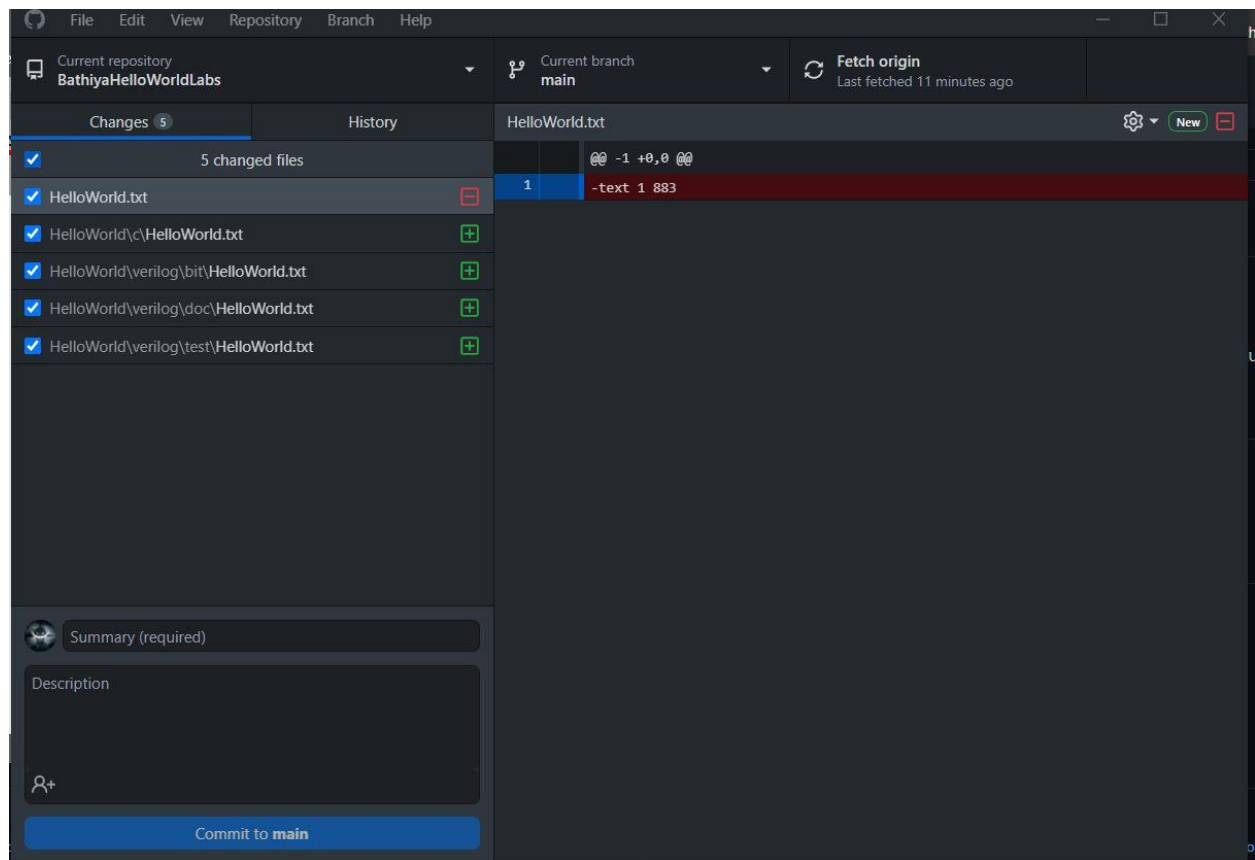 File Edit View Repository Branch Help
Current repository
BathiyaHelloWorldLabs
Current branch
main
Fetch origin
Last fetched 11 minutes ago
Changes 5
History
HelloWorld.txt
New
5 changed files
@@ -1 +0,0 @@
1 -text 1 883
HelloWorld.txt
HelloWorld\c\HelloWorld.txt
HelloWorld\verilog\bit\HelloWorld.txt
HelloWorld\verilog\doc\HelloWorld.txt
HelloWorld\verilog\test\HelloWorld.txt
Summary (required)
Description
Commit to main